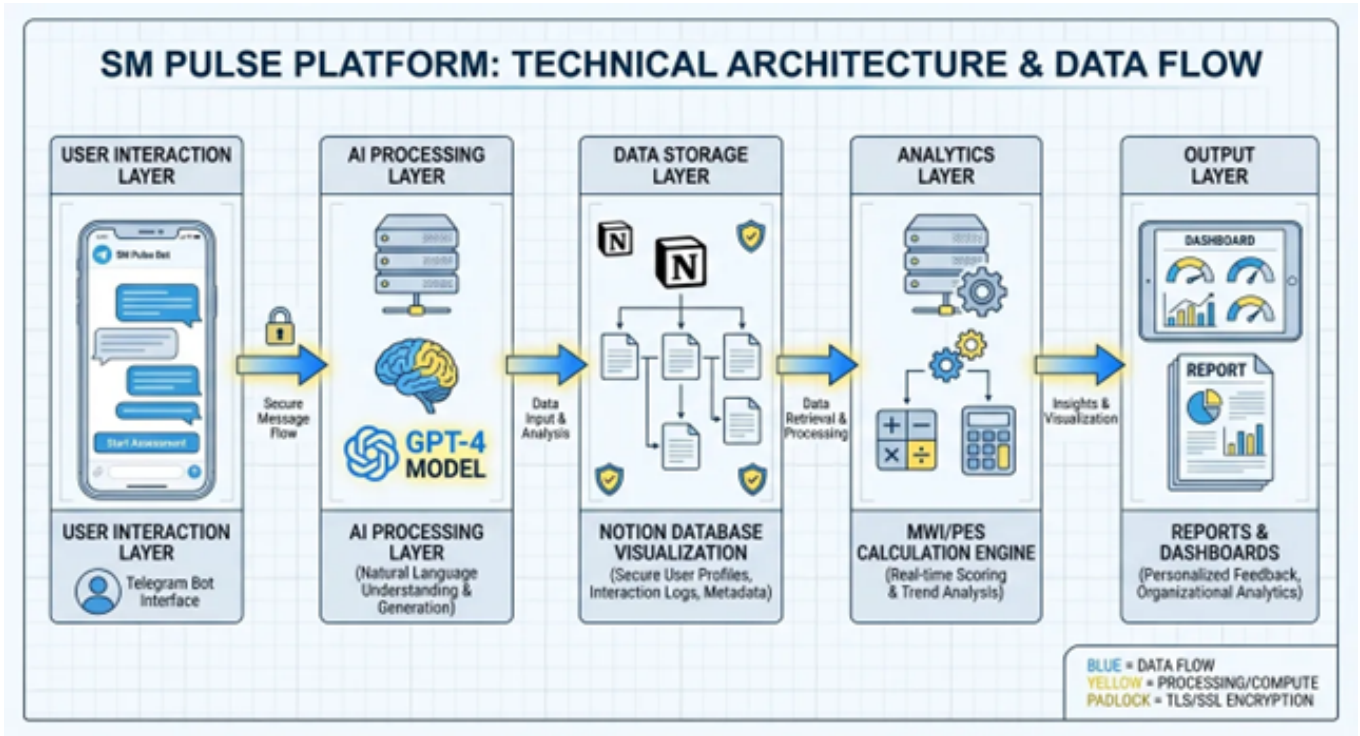 SM PULSE PLATFORM: TECHNICAL ARCHITECTURE & DATA FLOW
USER INTERACTION
LAYER
SM Pulse Bot
Start Assessment
USER INTERACTION
LAYER
Telegram Bot
Interface
Secure
Message
Flow
AI PROCESSING
LAYER
GPT-4
MODEL
AI PROCESSING
LAYER
(Natural Language
Understanding &
Generation)
Data
Input &
Analysis
DATA STORAGE
LAYER
N
N
NOTION DATABASE
VISUALIZATION
(Secure User Profiles,
Interaction Logs, Metadata)
Data
Retrieval &
Processing
ANALYTICS
LAYER
+ −
× ÷
MWI/PES
CALCULATION ENGINE
(Real-time Scoring
& Trend Analysis)
Insights &
Visualization
OUTPUT
LAYER
DASHBOARD
REPORT
REPORTS &
DASHBOARDS
(Personalized Feedback,
Organizational Analytics)
BLUE = DATA FLOW
YELLOW = PROCESSING/COMPUTE
PADLOCK = TLS/SSL ENCRYPTION